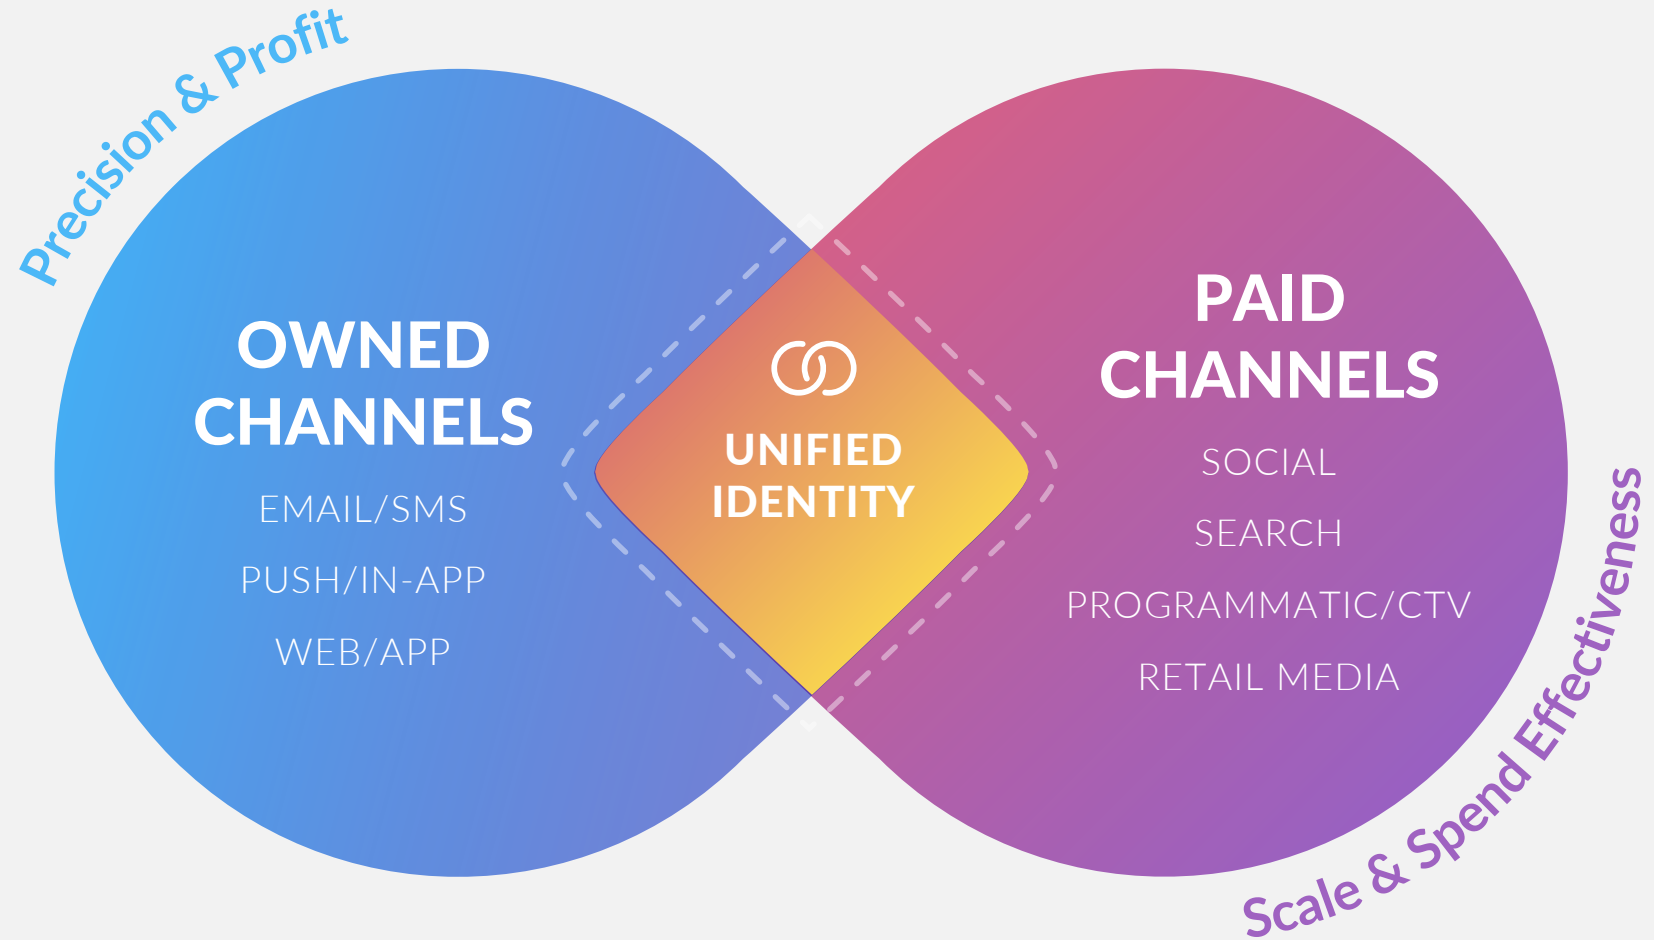 Precision & Profit
OWNED
CHANNELS
EMAIL/SMS
PUSH/IN-APP
WEB/APP
UNIFIED
IDENTITY
PAID
CHANNELS
SOCIAL
SEARCH
PROGRAMMATIC/CTV
RETAIL MEDIA
Scale & Spend Effectiveness